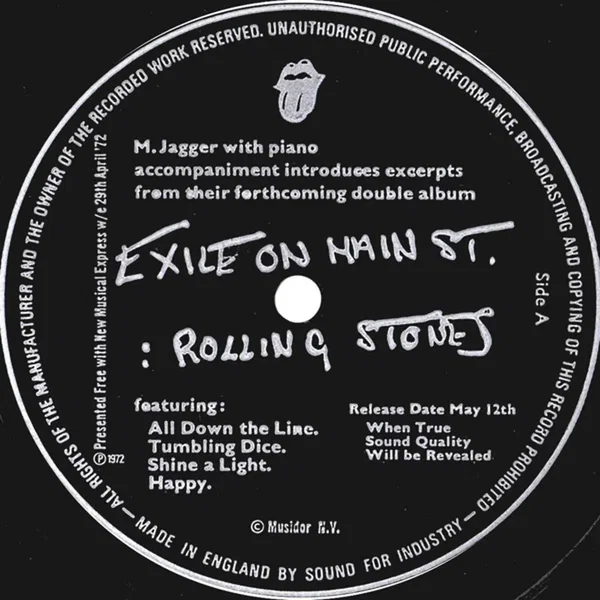 ALL RIGHTS OF THE MANUFACTURER AND THE OWNER OF THE RECORDED WORK RESERVED. UNAUTHORISED PUBLIC PERFORMANCE, BROADCASTING AND COPYING OF THIS RECORD PROHIBITED —
MADE IN ENGLAND BY SOUND FOR INDUSTRY —
M. Jagger with piano
accompaniment introduces excerpts
from their forthcoming double album
Presented Free with New Musical Express w/e 29th April '72
EXILE ON MAIN ST.
: ROLLING STONES
Side A
featuring:
All Down the Line.
Tumbling Dice.
Shine a Light.
Happy.
Release Date May 12th
When True
Sound Quality
Will be Revealed
Ⓟ 1972
© Musidor N.V.